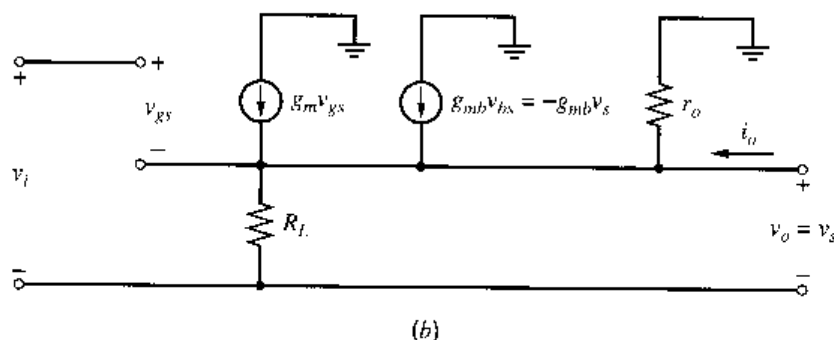 + +
v_gs g_m v_gs g_mb v_bs = −g_mb v_s r_o
i_o
−
v_i
+
R_L v_o = v_s
− −
(b)